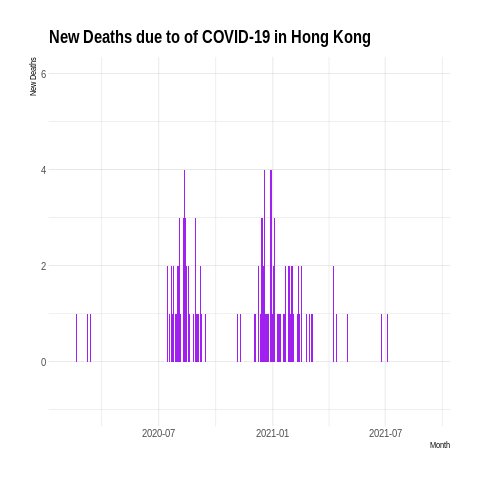 New Deaths due to of COVID-19 in Hong Kong
New Deaths
6
4
2
0
2020-07
2021-01
2021-07
Month